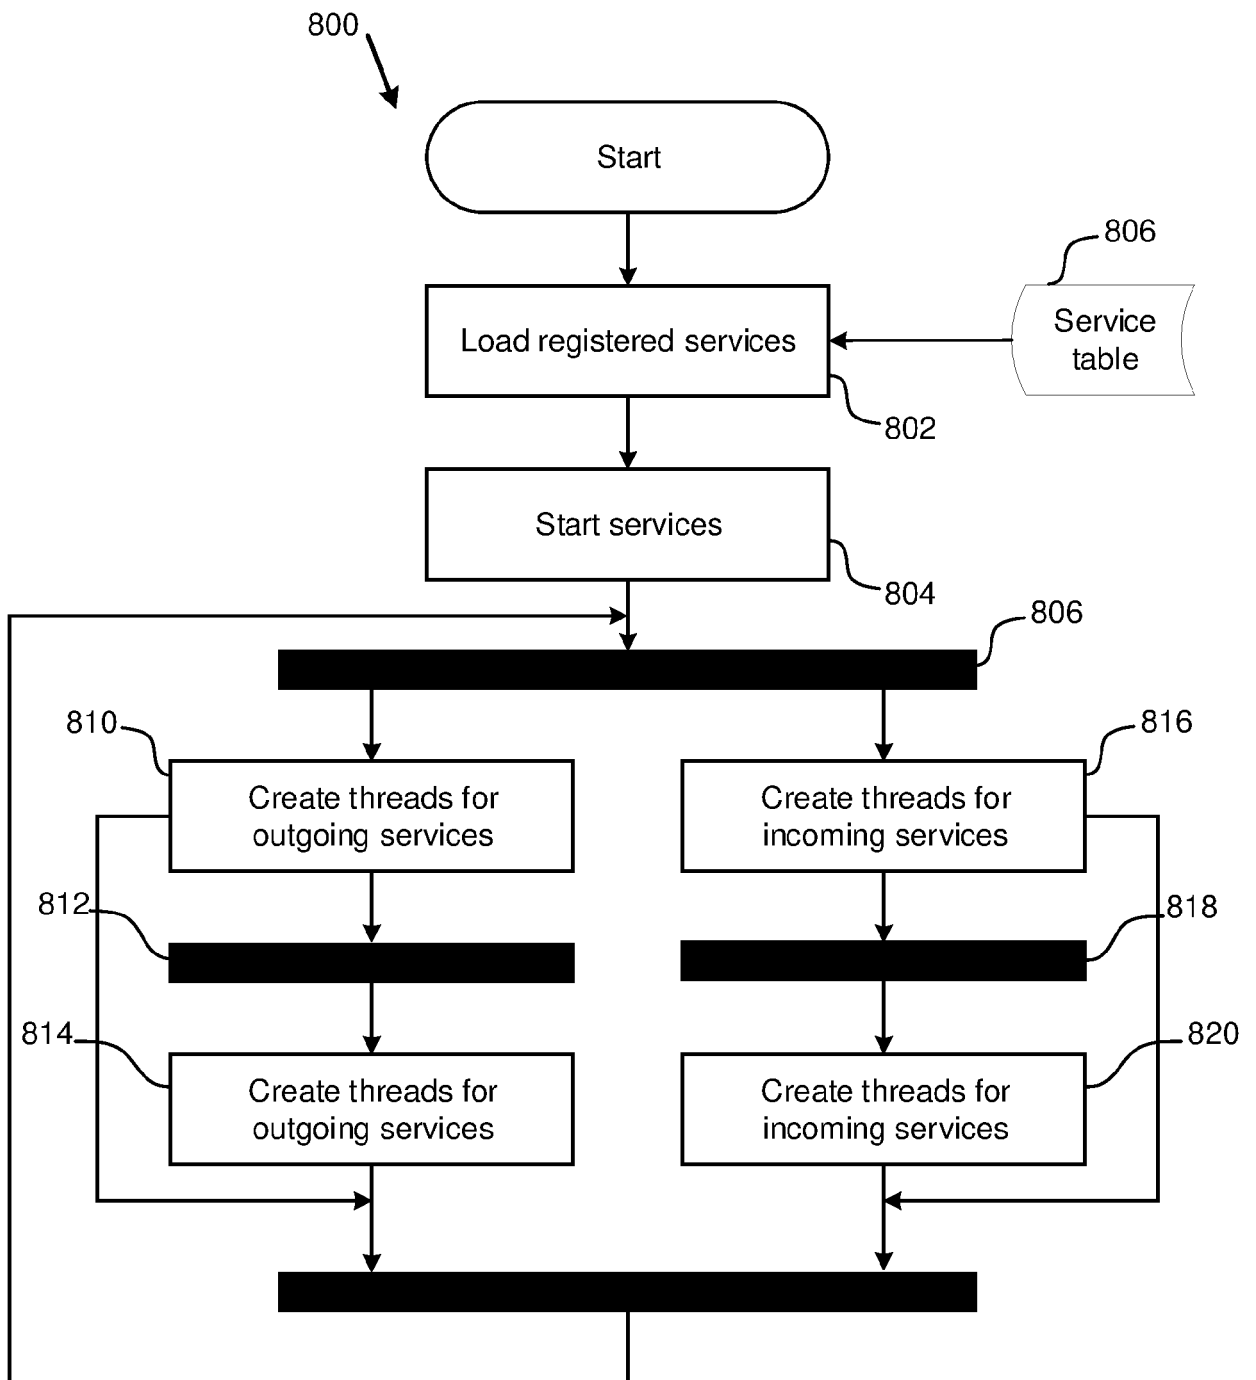 800
Start
806
Service
table
Load registered services
802
Start services
804
806
810
816
Create threads for
outgoing services
Create threads for
incoming services
812
818
814
820
Create threads for
outgoing services
Create threads for
incoming services